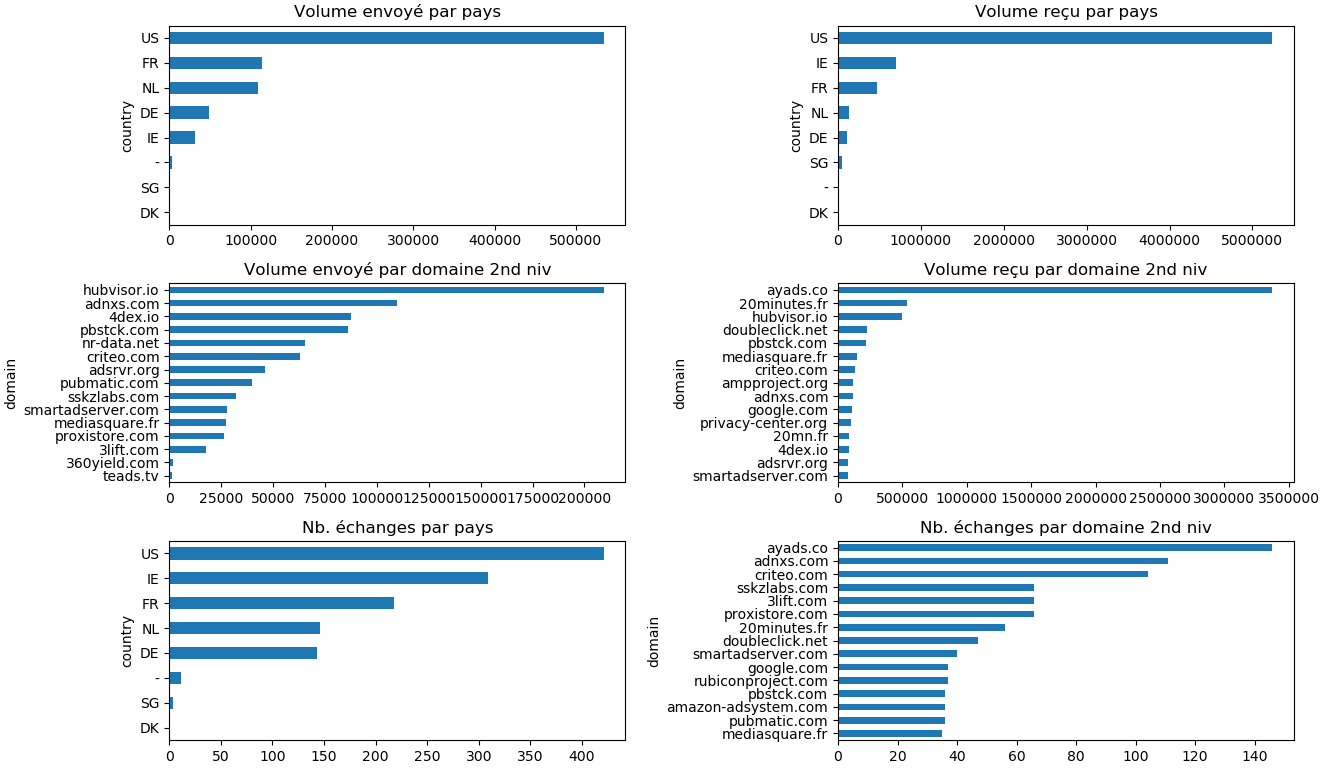 Volume envoyé par pays
country
US
FR
NL
DE
IE
-
SG
DK
0 100000 200000 300000 400000 500000
Volume reçu par pays
country
US
IE
FR
NL
DE
SG
-
DK
0 1000000 2000000 3000000 4000000 5000000
Volume envoyé par domaine 2nd niv
domain
hubvisor.io
adnxs.com
4dex.io
pbstck.com
nr-data.net
criteo.com
adsrvr.org
pubmatic.com
sskzlabs.com
smartadserver.com
mediasquare.fr
proxistore.com
3lift.com
360yield.com
teads.tv
0 25000 50000 75000 100000 125000 150000 175000 200000
Volume reçu par domaine 2nd niv
domain
ayads.co
20minutes.fr
hubvisor.io
doubleclick.net
pbstck.com
mediasquare.fr
criteo.com
ampproject.org
adnxs.com
google.com
privacy-center.org
20mn.fr
4dex.io
adsrvr.org
smartadserver.com
0 500000 1000000 1500000 2000000 2500000 3000000 3500000
Nb. échanges par pays
country
US
IE
FR
NL
DE
-
SG
DK
0 50 100 150 200 250 300 350 400
Nb. échanges par domaine 2nd niv
domain
ayads.co
adnxs.com
criteo.com
sskzlabs.com
3lift.com
proxistore.com
20minutes.fr
doubleclick.net
smartadserver.com
google.com
rubiconproject.com
pbstck.com
amazon-adsystem.com
pubmatic.com
mediasquare.fr
0 20 40 60 80 100 120 140